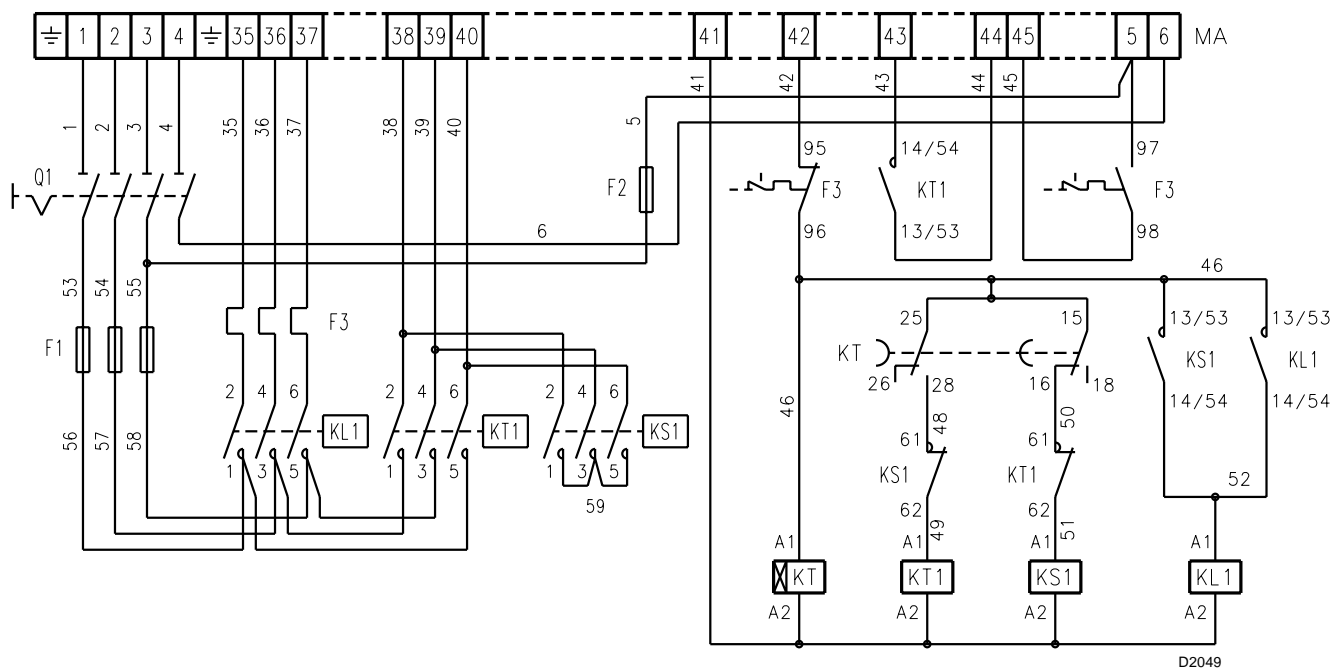 1 2 3 4 35 36 37 38 39 40 41 42 43 44 45 5 6 MA
1 2 3 4 35 36 37 38 39 40 5 41 42 43 44 45
Q1
F2
95 14/54 97
F3 KT1 F3
96 13/53 98
6
46
53 54 55
F1
F3
25 15 13/53 13/53
KT
KS1 KL1
26 28 16 18
14/54 14/54
2 4 6 2 4 6 2 4 6
KL1 KT1 KS1
1 3 5 1 3 5 1 3 5
56 57 58
59
46 48 50
61 61
KS1 KT1
52
62 62
49 51
A1 A1 A1 A1
KT KT1 KS1 KL1
A2 A2 A2 A2
D2049